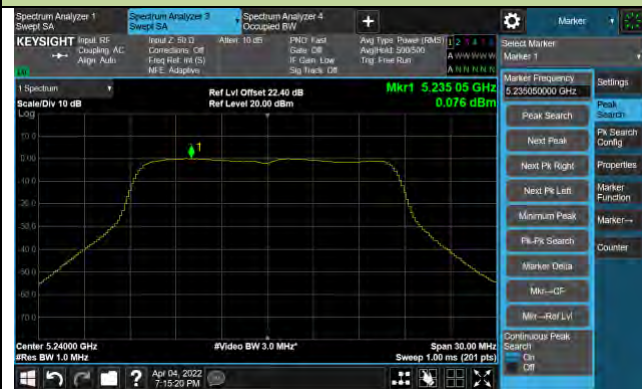 Spectrum Analyzer 1
Swept SA
Spectrum Analyzer 3
Swept SA
Spectrum Analyzer 4
Occupied BW
+
Marker
KEYSIGHT
Input: RF
Coupling: AC
Align: Auto
Input Z: 50 Ω
Corrections: Off
Freq Ref: Int (S)
NFE: Adaptive
Atten: 10 dB
PNO: Fast
Gate: Off
IF Gain: Low
Sig Track: Off
Avg Type: Power (RMS)
Avg|Hold: 500/500
Trig: Free Run
A W W W W W
A N N N N N
Select Marker
Marker 1
1 Spectrum
Scale/Div 10 dB
Log
Ref Lvl Offset 22.40 dB
Ref Level 20.00 dBm
Mkr1 5.235 05 GHz
0.076 dBm
1
10.0
0.00
-10.0
-20.0
-30.0
-40.0
-50.0
-60.0
-70.0
Center 5.24000 GHz
#Res BW 1.0 MHz
#Video BW 3.0 MHz*
Span 30.00 MHz
Sweep 1.00 ms (201 pts)
Marker Frequency
5.235050000 GHz
Peak Search
Next Peak
Next Pk Right
Next Pk Left
Minimum Peak
Pk-Pk Search
Marker Delta
Mkr→CF
Mkr→Ref Lvl
Continuous Peak
Search
On
Off
Settings
Peak
Search
Pk Search
Config
Properties
Marker
Function
Marker→
Counter
?
Apr 04, 2022
7:15:20 PM